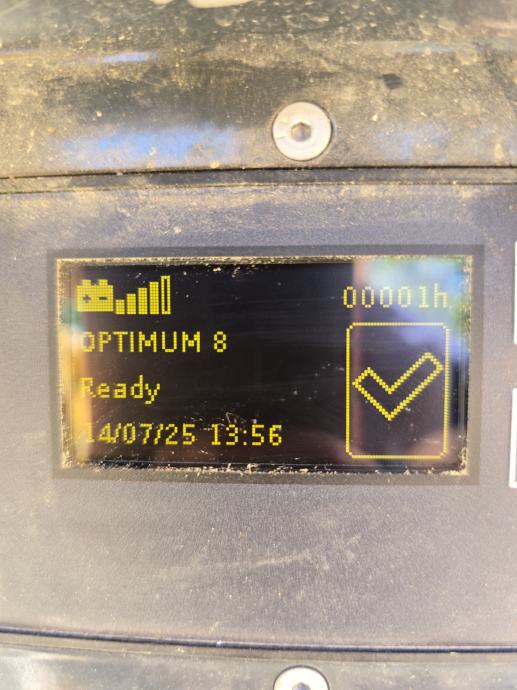 00001h
OPTIMUM 8
Ready
14/07/25 13:56